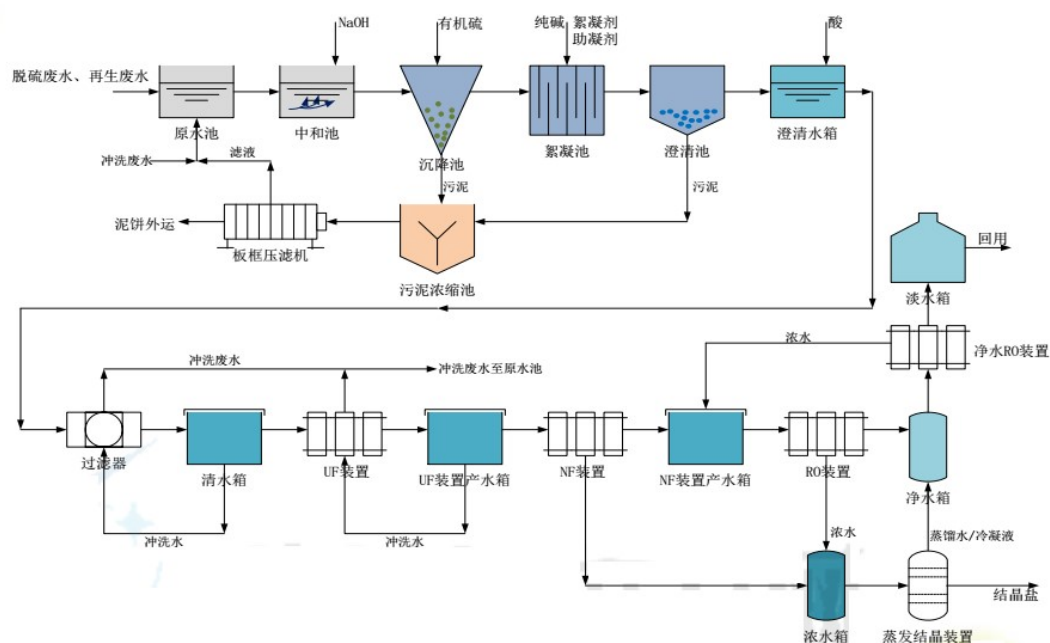 NaOH
有机硫
纯碱 絮凝剂
助凝剂
酸
脱硫废水、再生废水
原水池
中和池
沉降池
絮凝池
澄清池
澄清水箱
冲洗废水
滤液
污泥
污泥
泥饼外运
板框压滤机
污泥浓缩池
回用
淡水箱
浓水
净水RO装置
冲洗废水
冲洗废水至原水池
过滤器
清水箱
UF装置
UF装置产水箱
NF装置
NF装置产水箱
RO装置
净水箱
冲洗水
冲洗水
浓水
蒸馏水/冷凝液
结晶盐
浓水箱
蒸发结晶装置